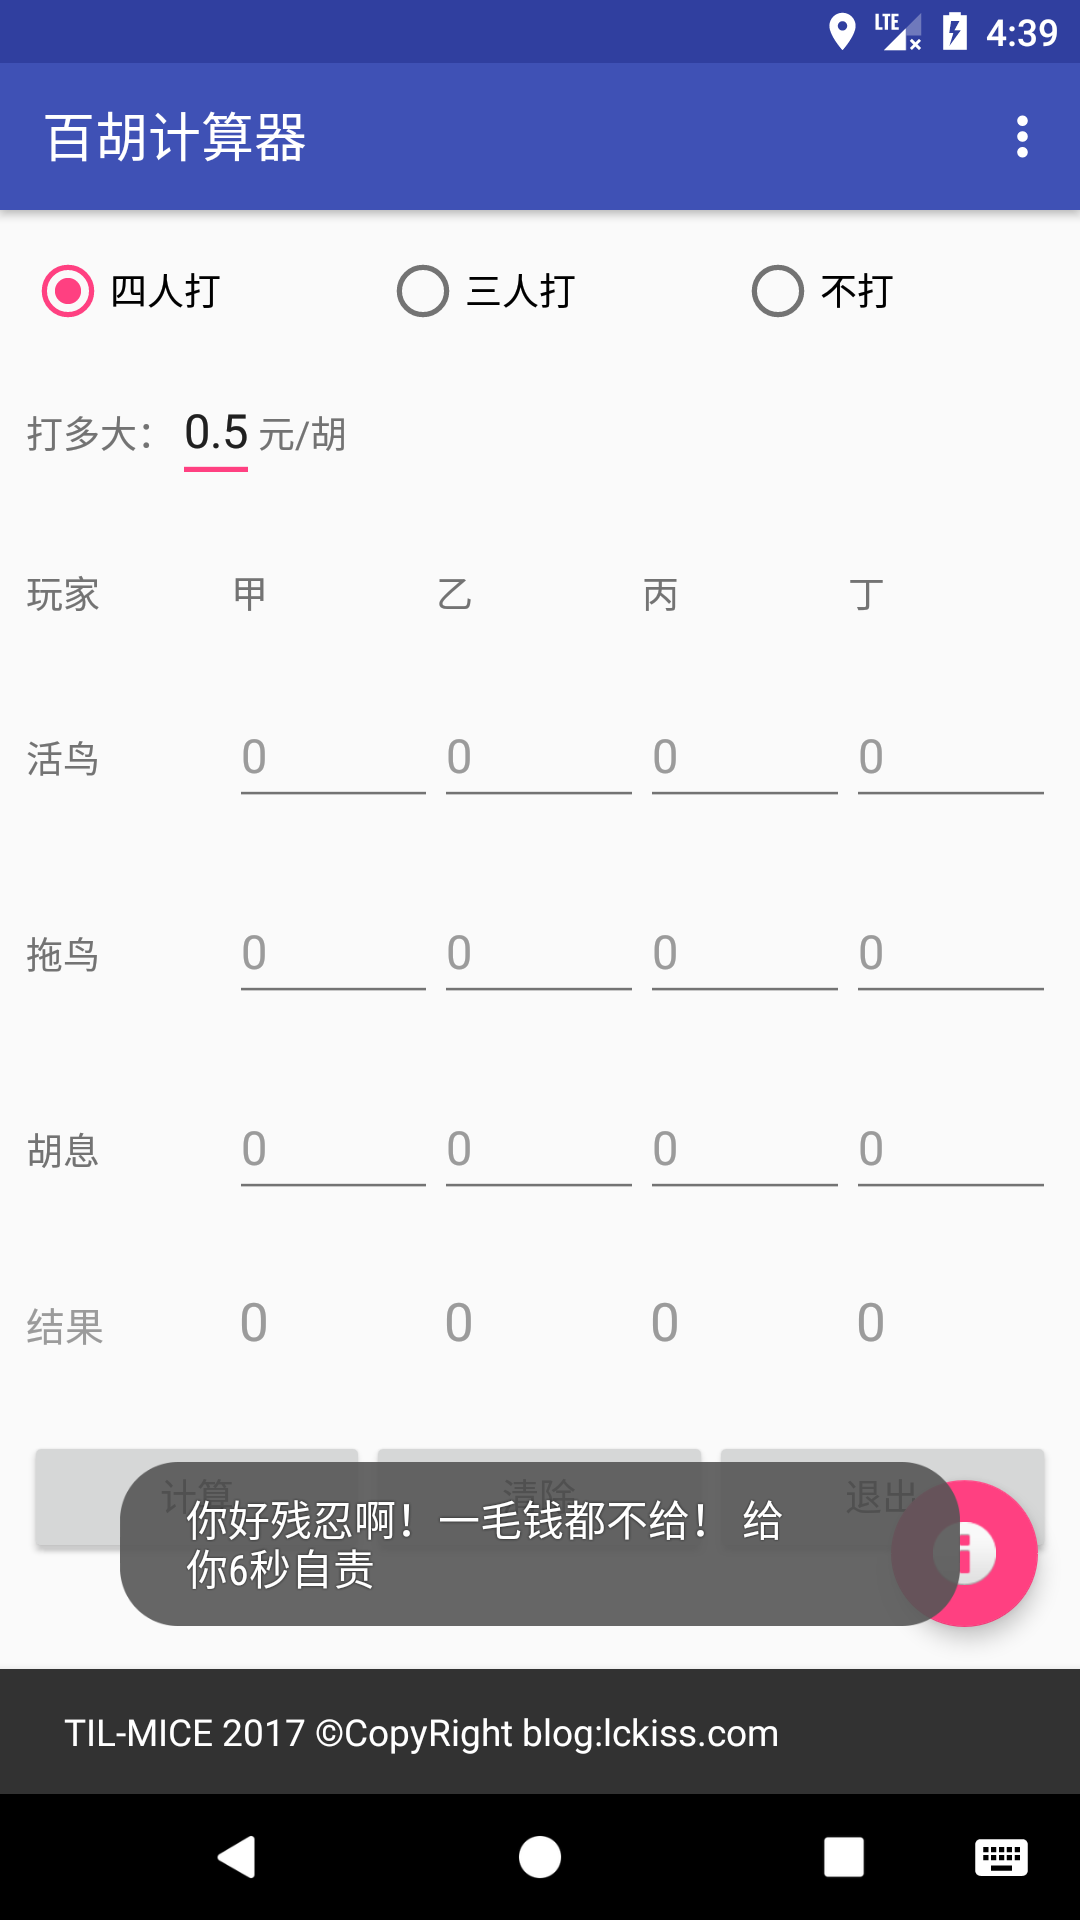 LTE 4:39
百胡计算器
四人打 三人打 不打
打多大： 0.5 元/胡
玩家 甲 乙 丙 丁
活鸟 0 0 0 0
拖鸟 0 0 0 0
胡息 0 0 0 0
结果 0 0 0 0
计算 清除 退出
你好残忍啊！一毛钱都不给！ 给
你6秒自责
TIL-MICE 2017 ©CopyRight blog:lckiss.com